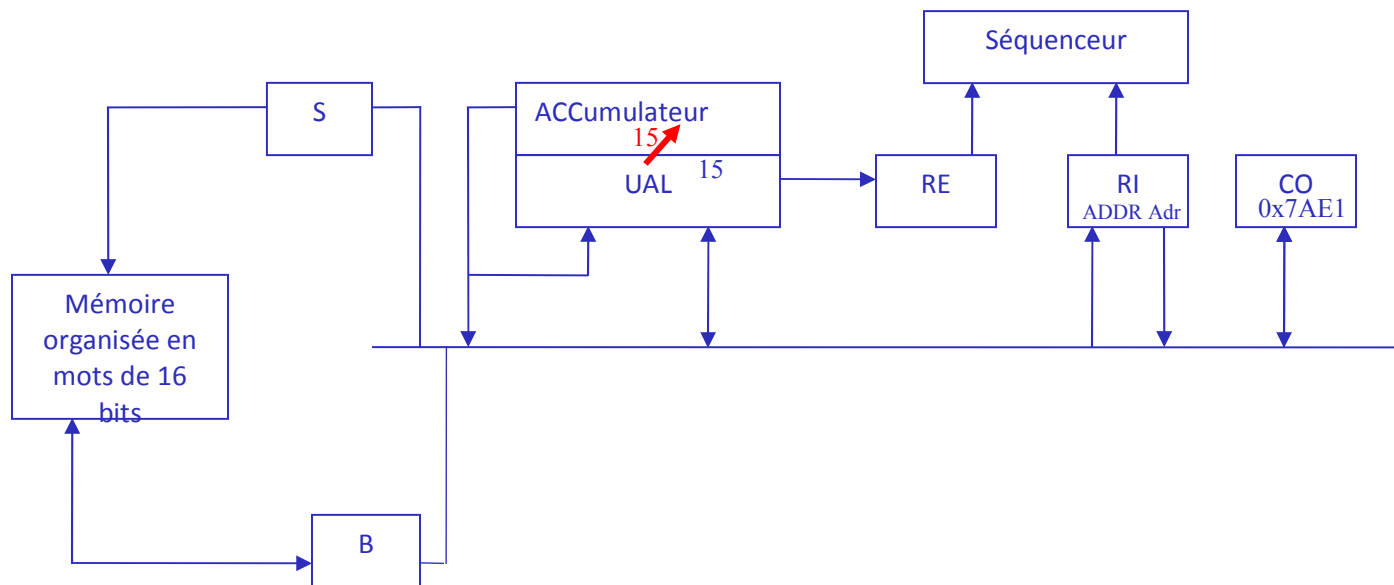 Séquenceur
S
ACCumulateur
15
15
UAL
RE
RI
ADDR Adr
CO
0x7AE1
Mémoire
organisée en
mots de 16
bits
B